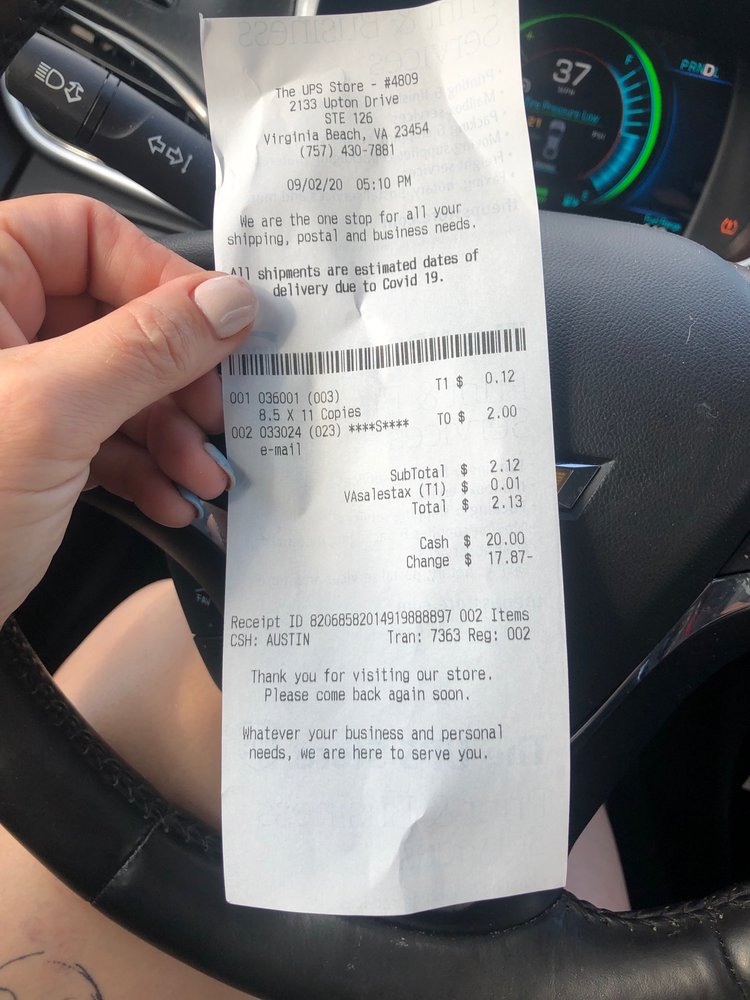 The UPS Store - #4809
2133 Upton Drive
STE 126
Virginia Beach, VA 23454
(757) 430-7881
09/02/20 05:10 PM
We are the one stop for all your
shipping, postal and business needs.
All shipments are estimated dates of
delivery due to Covid 19.
001 036001 (003) T1 $ 0.12
8.5 X 11 Copies
002 033024 (023) ****S**** T0 $ 2.00
e-mail
SubTotal $ 2.12
VAsalestax (T1) $ 0.01
Total $ 2.13
Cash $ 20.00
Change $ 17.87-
Receipt ID 82068582014919888897 002 Items
CSH: AUSTIN Tran: 7363 Reg: 002
Thank you for visiting our store.
Please come back again soon.
Whatever your business and personal
needs, we are here to serve you.
37
MPH
F
PRND
FAV